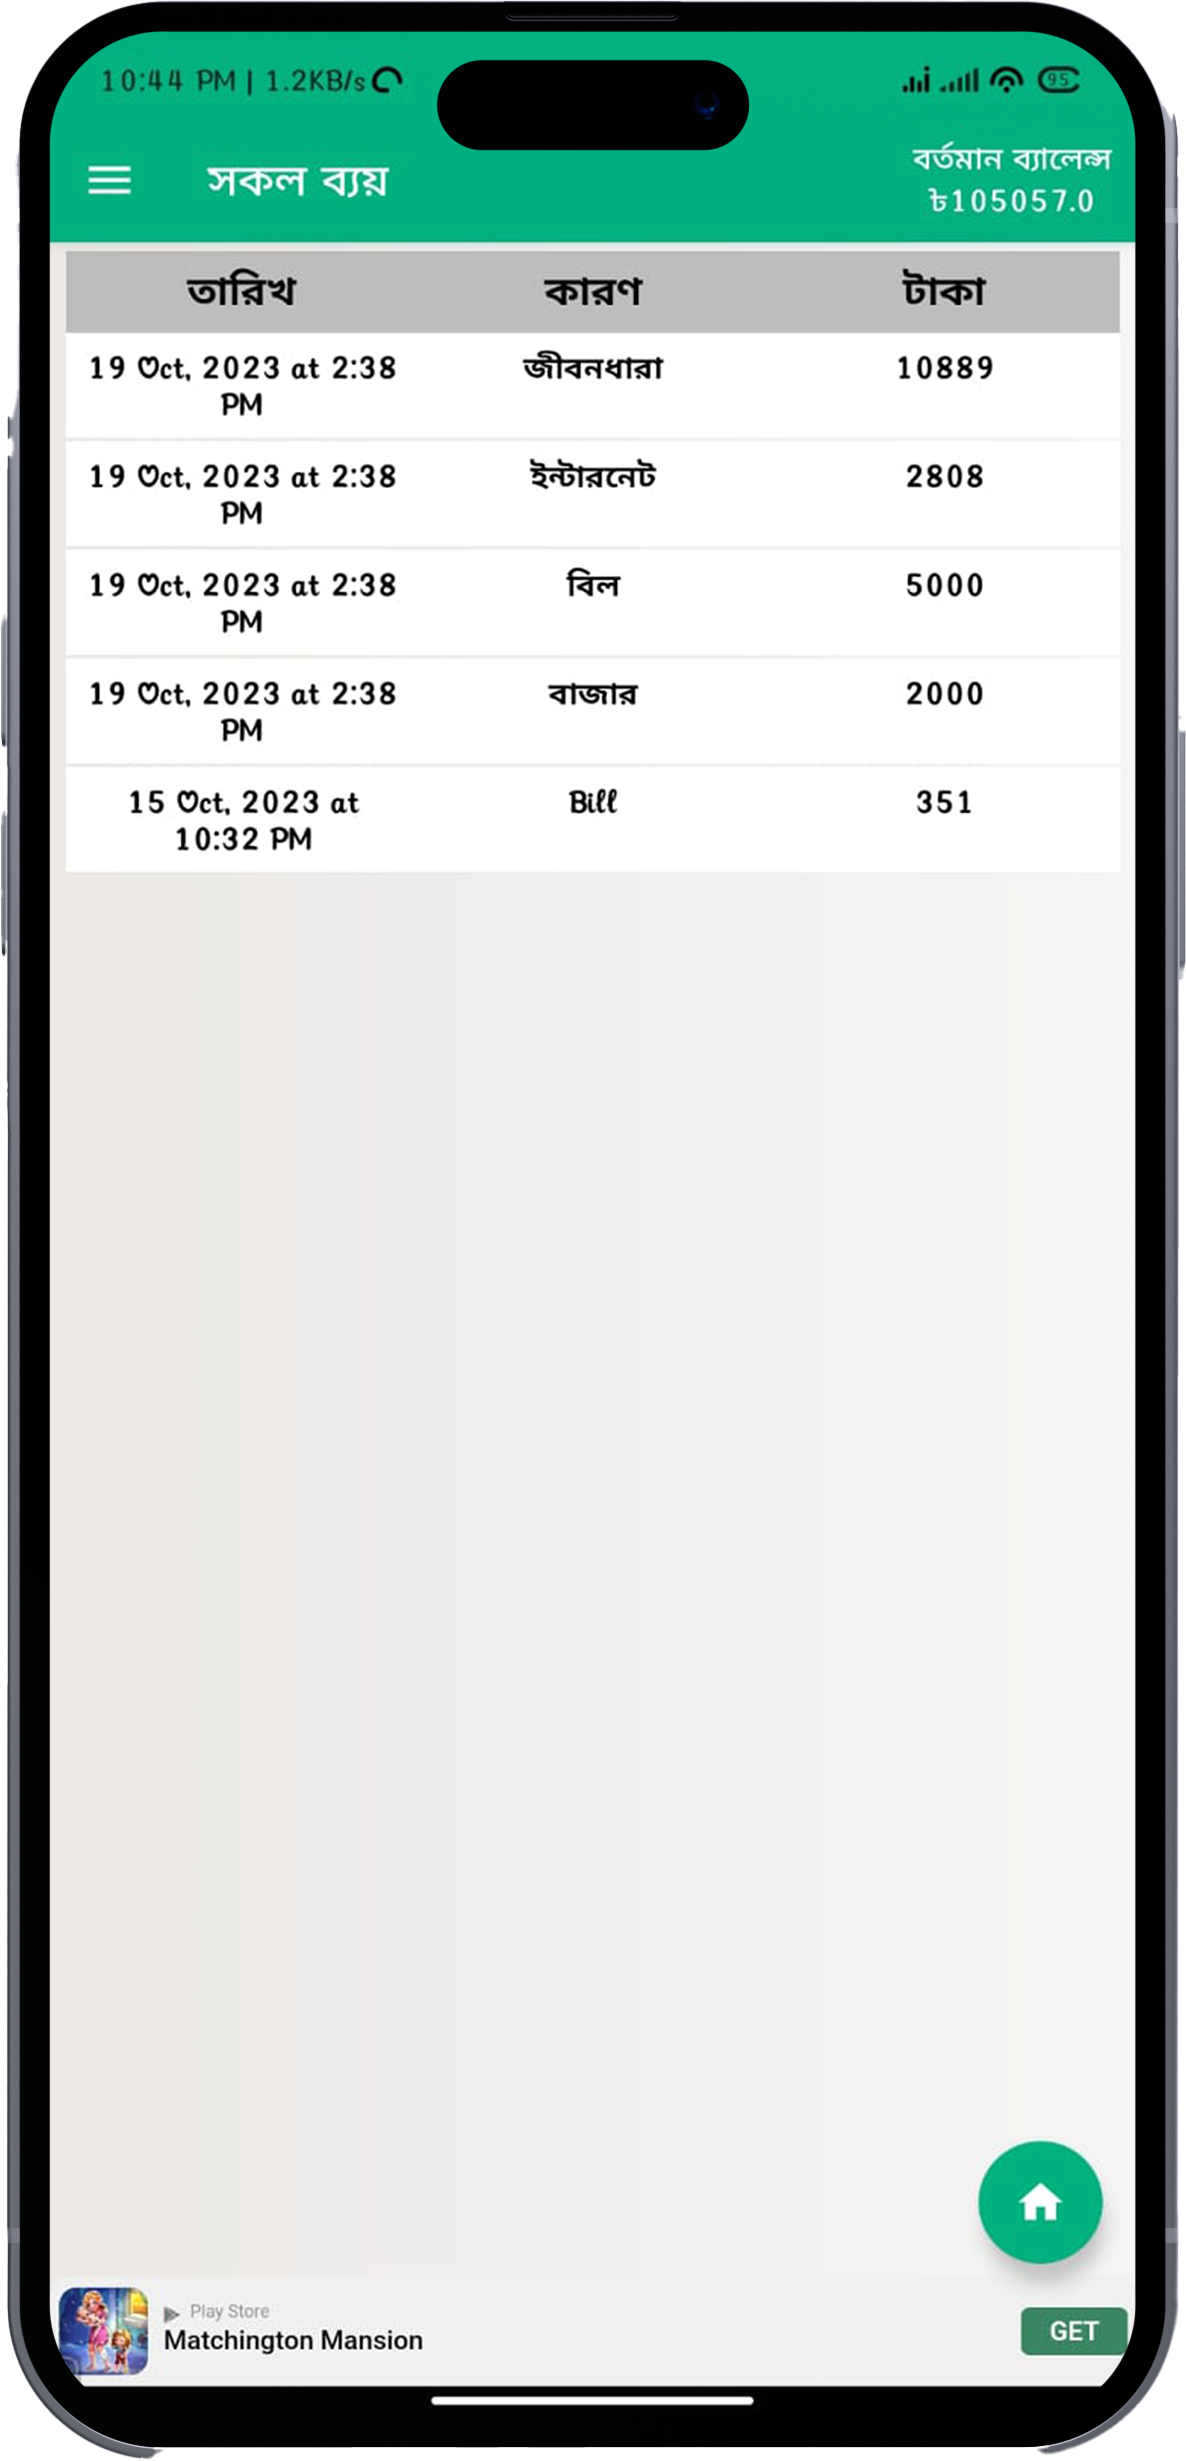 10:44 PM | 1.2KB/s
95
সকল ব্যয়
বর্তমান ব্যালেন্স
৳105057.0
তারিখ কারণ টাকা
19 Oct, 2023 at 2:38 PM জীবনধারা 10889
19 Oct, 2023 at 2:38 PM ইন্টারনেট 2808
19 Oct, 2023 at 2:38 PM বিল 5000
19 Oct, 2023 at 2:38 PM বাজার 2000
15 Oct, 2023 at 10:32 PM Bill 351
Play Store
Matchington Mansion
GET